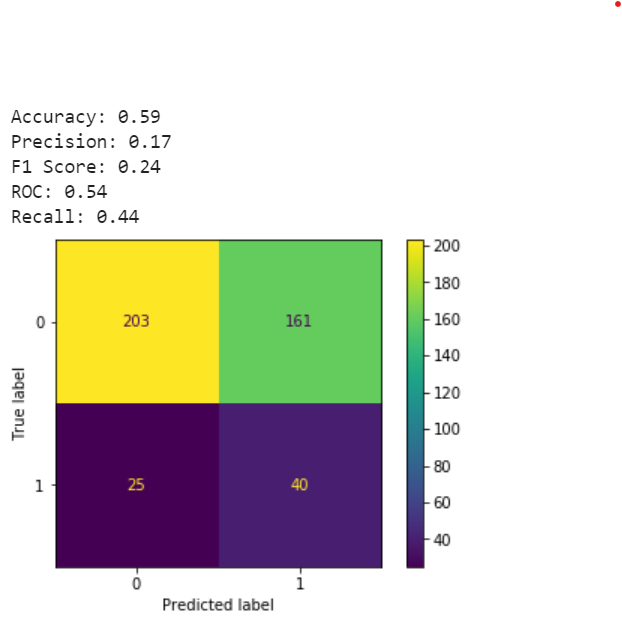 Accuracy: 0.59
Precision: 0.17
F1 Score: 0.24
ROC: 0.54
Recall: 0.44
200
180
160
140
120
100
80
60
40
True label
0
203
161
1
25
40
0
1
Predicted label